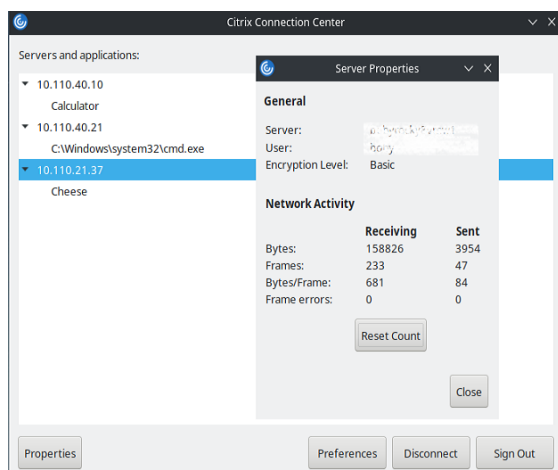 Citrix Connection Center
Servers and applications:
10.110.40.10
Calculator
10.110.40.21
C:\Windows\system32\cmd.exe
10.110.21.37
Cheese
Server Properties
General
Server:
User:
Encryption Level: Basic
Network Activity
Receiving Sent
Bytes: 158826 3954
Frames: 233 47
Bytes/Frame: 681 84
Frame errors: 0 0
Reset Count
Close
Properties Preferences Disconnect Sign Out